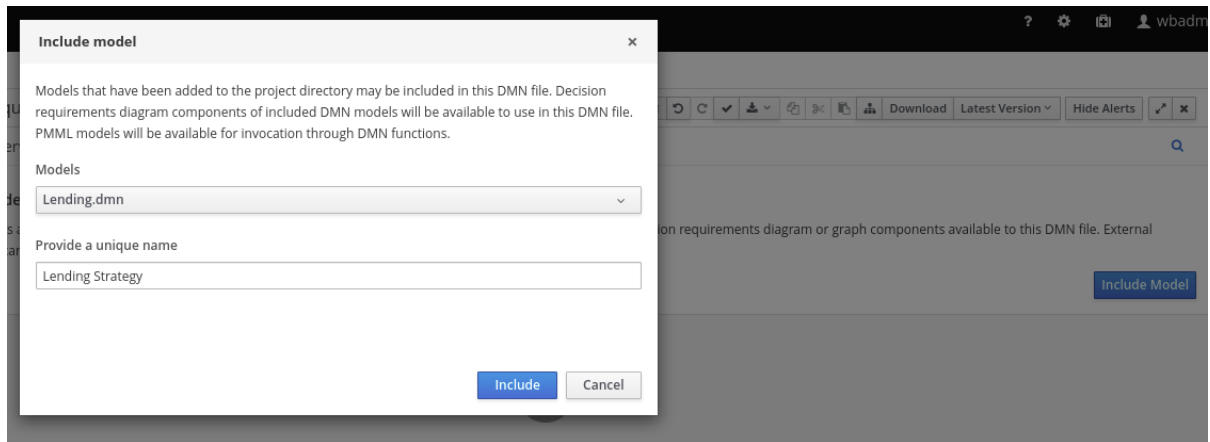 ? wbadm
Include model ×
Models that have been added to the project directory may be included in this DMN file. Decision
requirements diagram components of included DMN models will be available to use in this DMN file.
PMML models will be available for invocation through DMN functions.
Download Latest Version Hide Alerts
Models
Lending.dmn
ion requirements diagram or graph components available to this DMN file. External
Provide a unique name
Lending Strategy
Include Model
Include Cancel